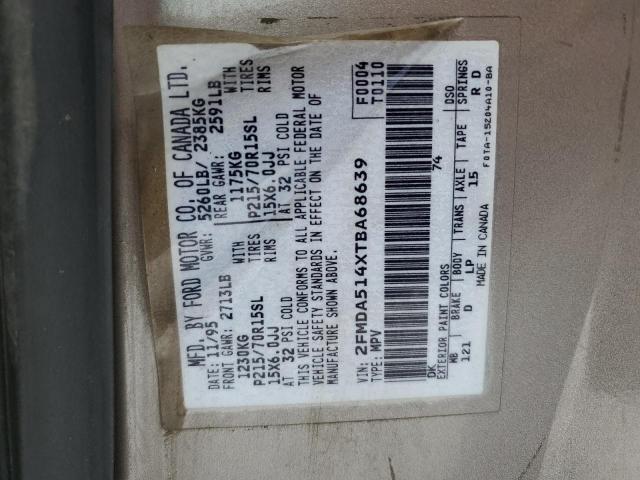 MFD. BY FORD MOTOR CO. OF CANADA LTD.
DATE: 11/95 GVWR: 5260LB/ 2385KG
FRONT GAWR: 2713LB REAR GAWR: 2591LB
1230KG WITH 1175KG WITH
P215/70R15SL TIRES P215/70R15SL TIRES
15X6.0JJ RIMS 15X6.0JJ RIMS
AT 32 PSI COLD AT 32 PSI COLD
THIS VEHICLE CONFORMS TO ALL APPLICABLE FEDERAL MOTOR
VEHICLE SAFETY STANDARDS IN EFFECT ON THE DATE OF
MANUFACTURE SHOWN ABOVE.
F0004
T0110
VIN: 2FMDA514XTBA68639
TYPE: MPV
DK 74
EXTERIOR PAINT COLORS DSO
WB BRAKE BODY TRANS AXLE TAPE SPRINGS
121 D LP 15 R D
MADE IN CANADA F0TA-15204A10-BA